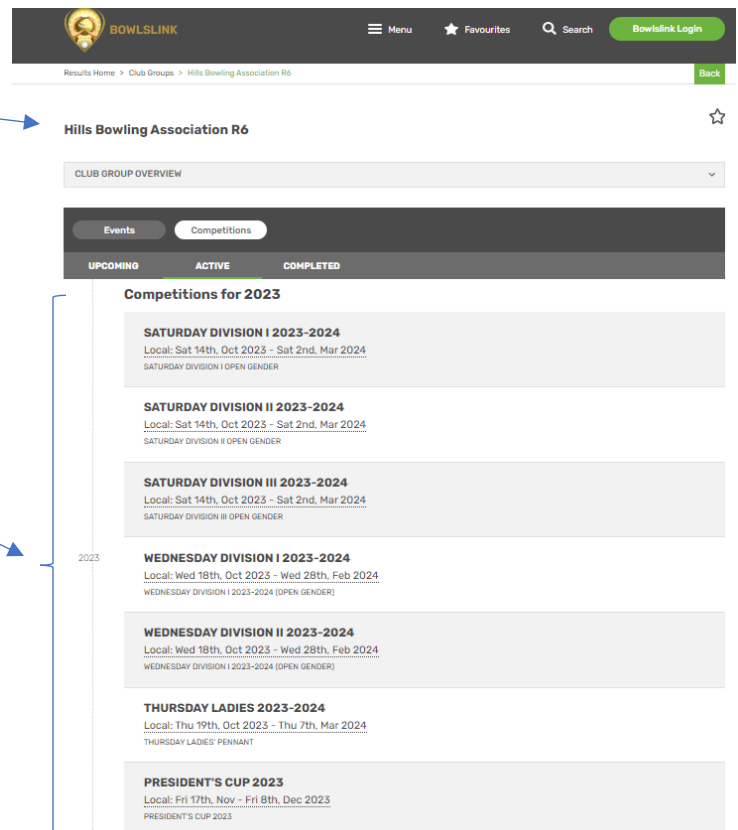 BOWLSLINK
Menu
Favourites
Search
Bowlslink Login
Results Home > Club Groups > Hills Bowling Association R6
Back
Hills Bowling Association R6
CLUB GROUP OVERVIEW
Events
Competitions
UPCOMING
ACTIVE
COMPLETED
Competitions for 2023
SATURDAY DIVISION I 2023-2024
Local: Sat 14th, Oct 2023 - Sat 2nd, Mar 2024
SATURDAY DIVISION I OPEN GENDER
SATURDAY DIVISION II 2023-2024
Local: Sat 14th, Oct 2023 - Sat 2nd, Mar 2024
SATURDAY DIVISION II OPEN GENDER
SATURDAY DIVISION III 2023-2024
Local: Sat 14th, Oct 2023 - Sat 2nd, Mar 2024
SATURDAY DIVISION III OPEN GENDER
2023
WEDNESDAY DIVISION I 2023-2024
Local: Wed 18th, Oct 2023 - Wed 28th, Feb 2024
WEDNESDAY DIVISION I 2023-2024 (OPEN GENDER)
WEDNESDAY DIVISION II 2023-2024
Local: Wed 18th, Oct 2023 - Wed 28th, Feb 2024
WEDNESDAY DIVISION I 2023-2024 (OPEN GENDER)
THURSDAY LADIES 2023-2024
Local: Thu 19th, Oct 2023 - Thu 7th, Mar 2024
THURSDAY LADIES' PENNANT
PRESIDENT'S CUP 2023
Local: Fri 17th, Nov - Fri 8th, Dec 2023
PRESIDENT'S CUP 2023